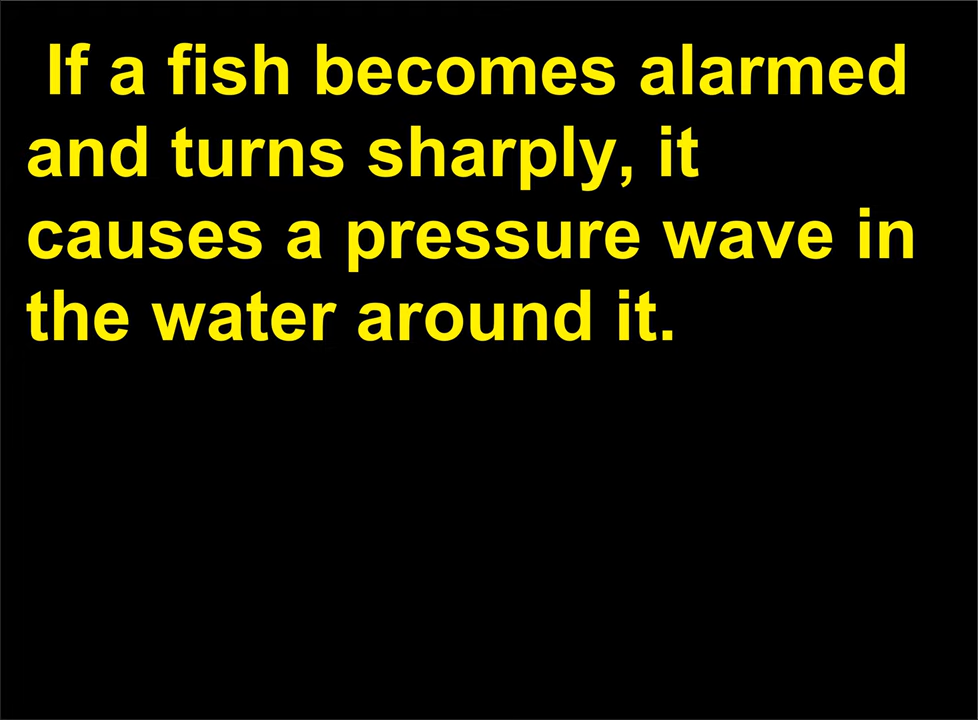 If a fish becomes alarmed
and turns sharply, it
causes a pressure wave in
the water around it.